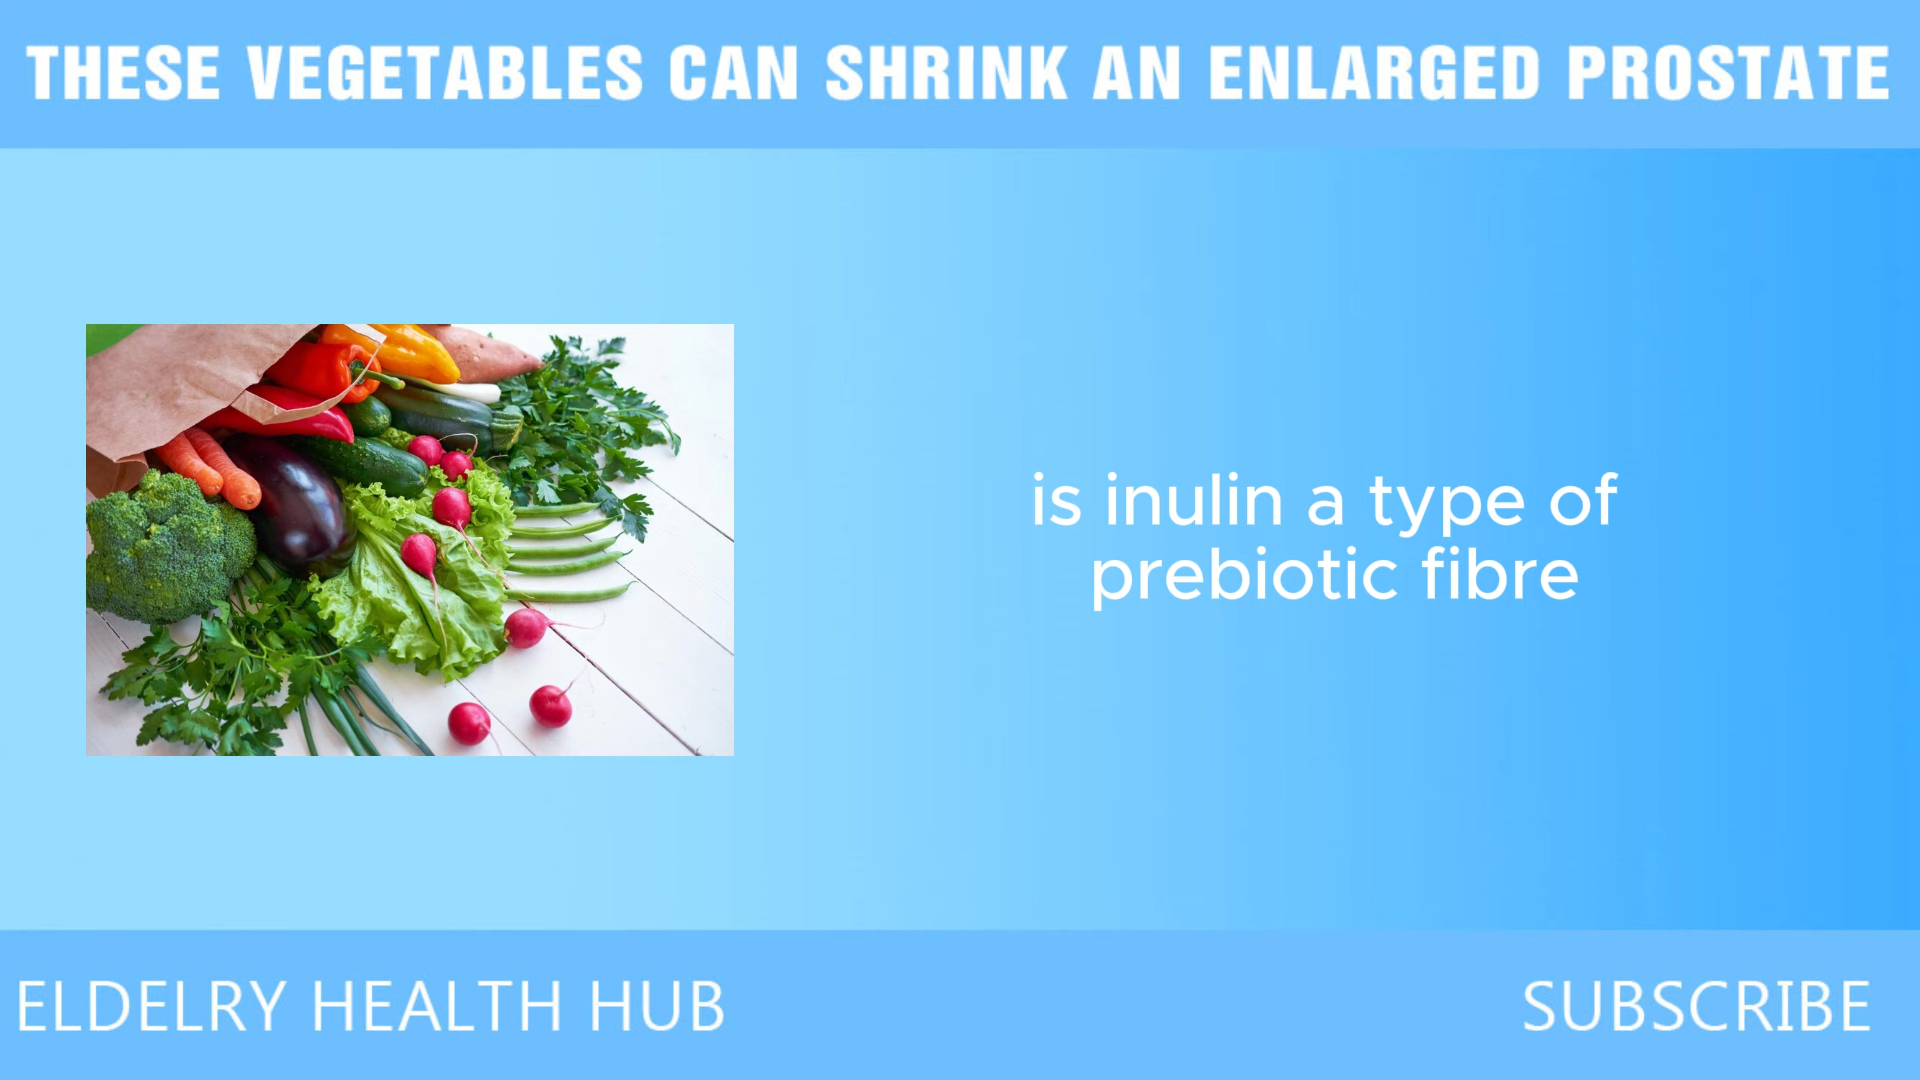 THESE VEGETABLES CAN SHRINK AN ENLARGED PROSTATE
is inulin a type of
prebiotic fibre
ELDELRY HEALTH HUB
SUBSCRIBE